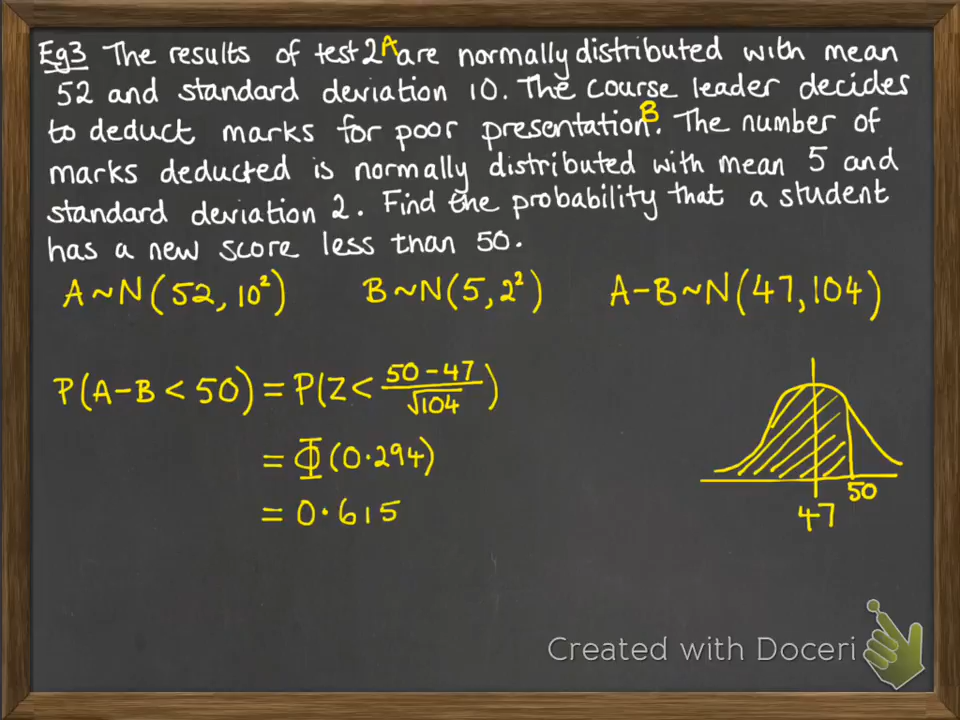 Eg3 The results of test 2 A are normally distributed with mean
52 and standard deviation 10. The course leader decides
to deduct marks for poor presentation B. The number of
marks deducted is normally distributed with mean 5 and
standard deviation 2. Find the probability that a student
has a new score less than 50.
A ~ N(52, 10²) B ~ N(5, 2²) A-B ~ N(47, 104)
P(A-B < 50) = P(Z < (50-47)/√104)
= Φ(0.294)
= 0.615
50
47
Created with Doceri